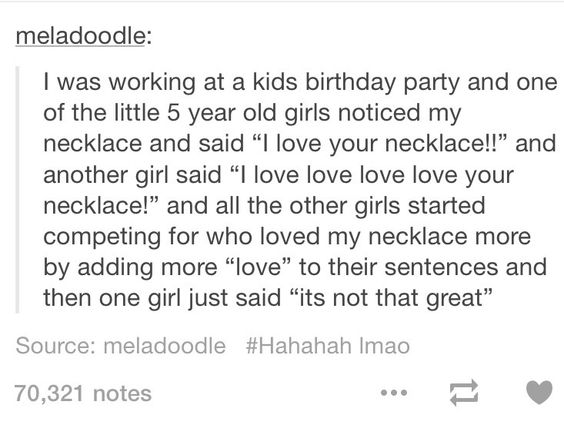 meladoodle:
I was working at a kids birthday party and one
of the little 5 year old girls noticed my
necklace and said “I love your necklace!!” and
another girl said “I love love love love your
necklace!” and all the other girls started
competing for who loved my necklace more
by adding more “love” to their sentences and
then one girl just said “its not that great”
Source: meladoodle #Hahahah lmao
70,321 notes